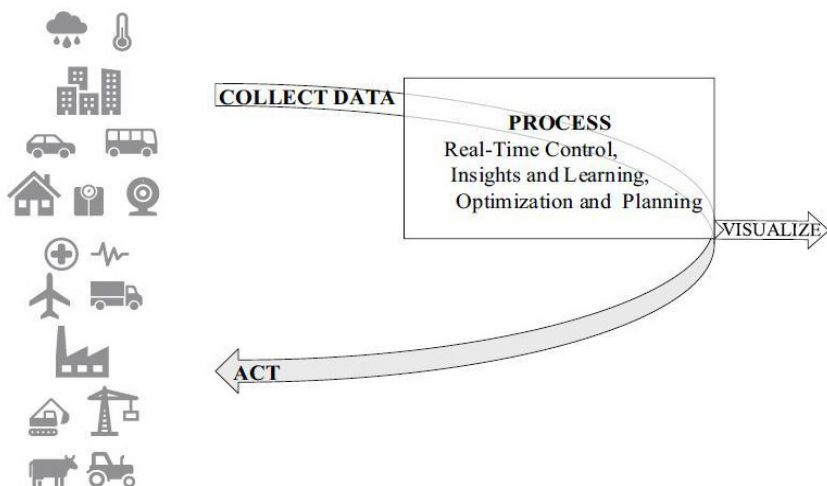 COLLECT DATA
PROCESS
Real-Time Control,
Insights and Learning,
Optimization and Planning
VISUALIZE
ACT